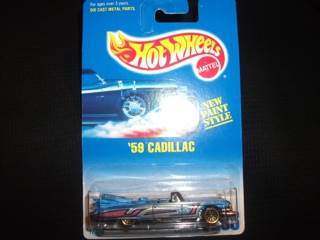 For ages over 3 years.
DIE CAST METAL PARTS.
Hot Wheels
MATTEL
NEW
PAINT
STYLE
'59 CADILLAC